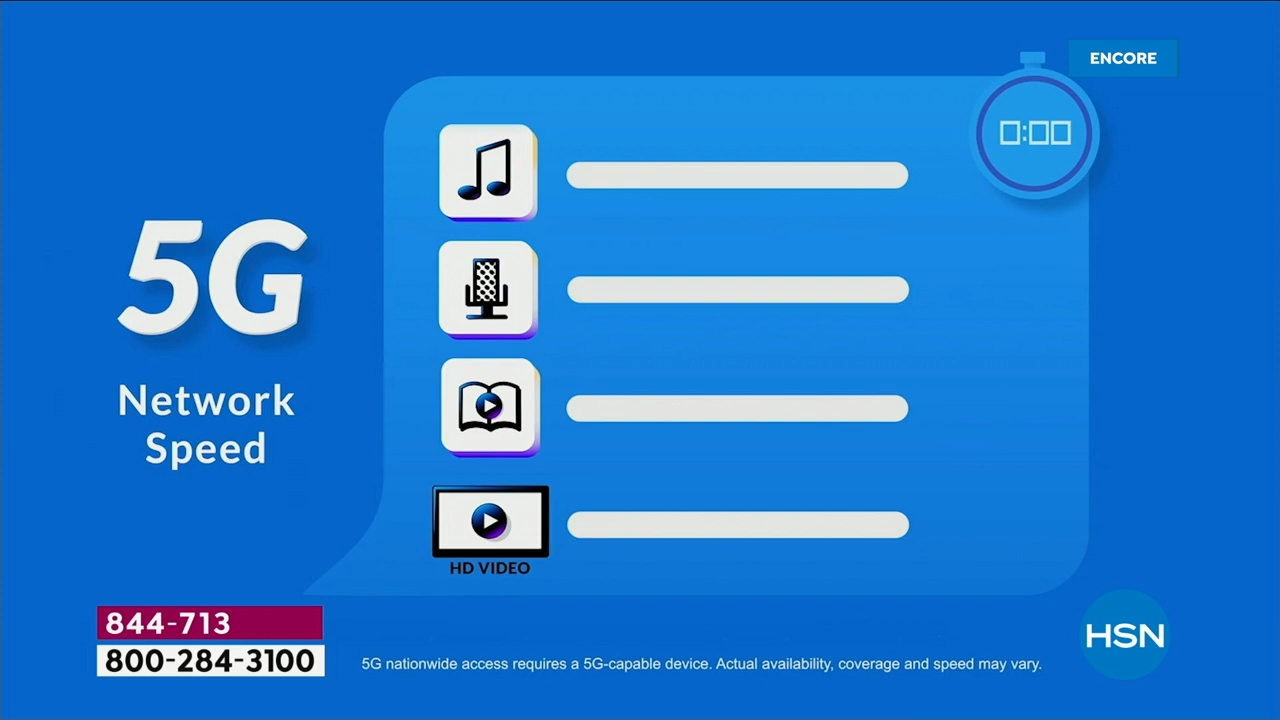 ENCORE
0:00
5G
Network
Speed
HD VIDEO
844-713
800-284-3100
5G nationwide access requires a 5G-capable device. Actual availability, coverage and speed may vary.
HSN